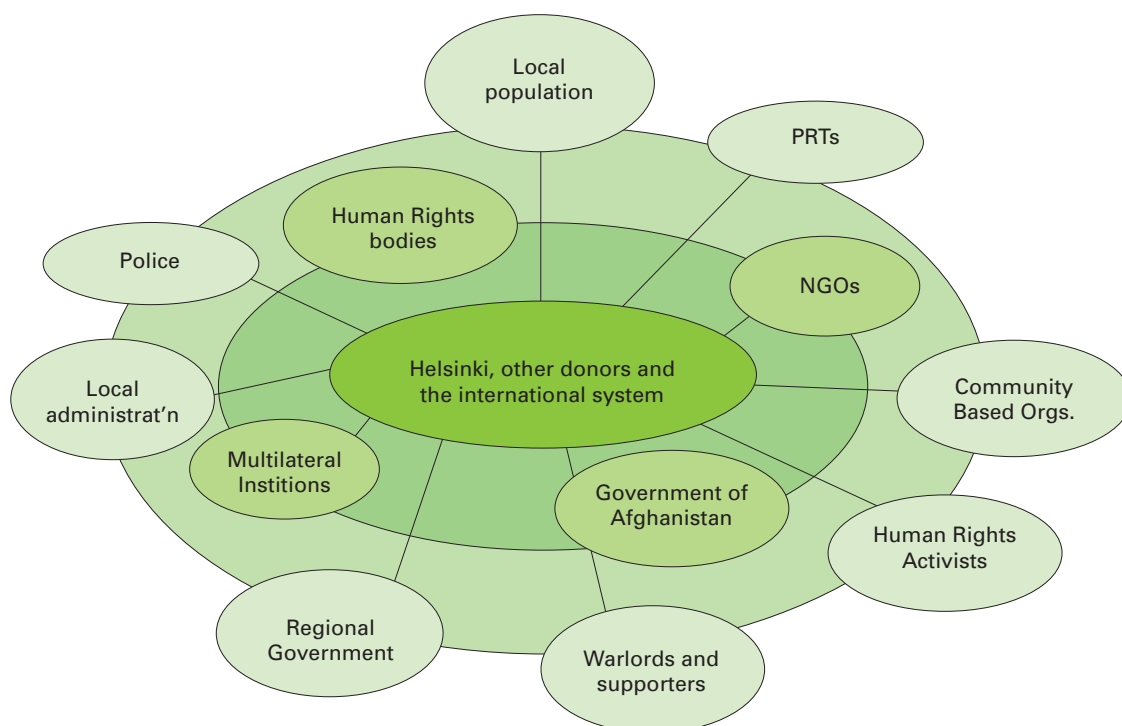 Local
population
PRTs
Human Rights
bodies
Police
NGOs
Helsinki, other donors and
the international system
Local
administrat’n
Community
Based Orgs.
Multilateral
Institions
Government of
Afghanistan
Human Rights
Activists
Regional
Government
Warlords and
supporters